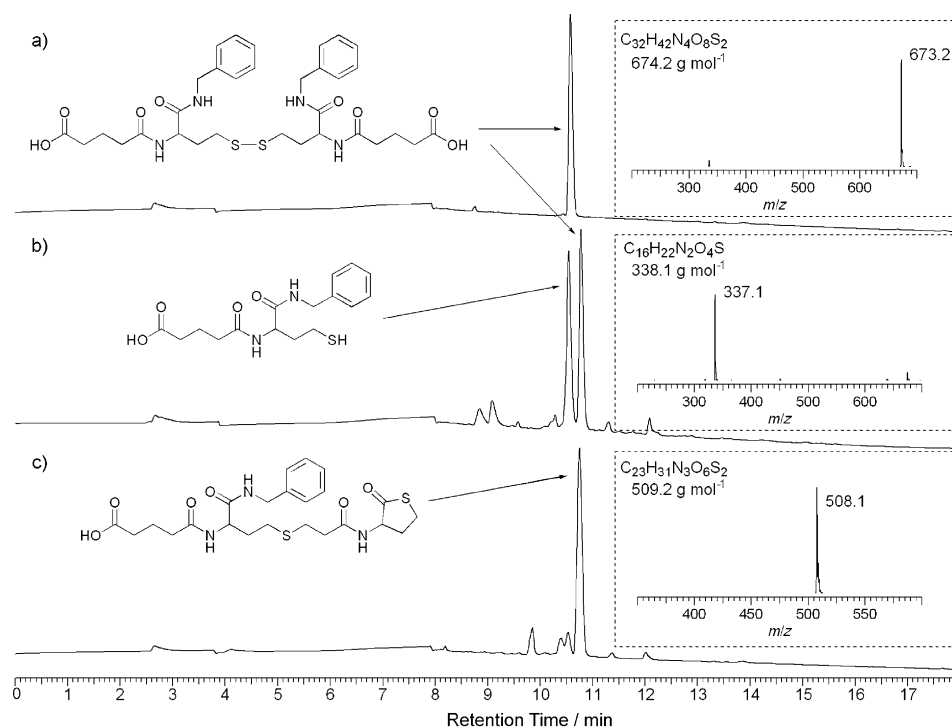 a)
C32H42N4O8S2
674.2 g mol-1
673.2
O
HO
O
N
H
O
NH
S
S
HN
O
N
H
O
O
OH
300 400 500 600
m/z
b)
C16H22N2O4S
338.1 g mol-1
337.1
O
HO
O
N
H
O
NH
SH
300 400 500 600
m/z
c)
C23H31N3O6S2
509.2 g mol-1
508.1
O
HO
O
N
H
O
NH
S
O
N
H
O
S
400 450 500 550
m/z
0 1 2 3 4 5 6 7 8 9 10 11 12 13 14 15 16 17
Retention Time / min